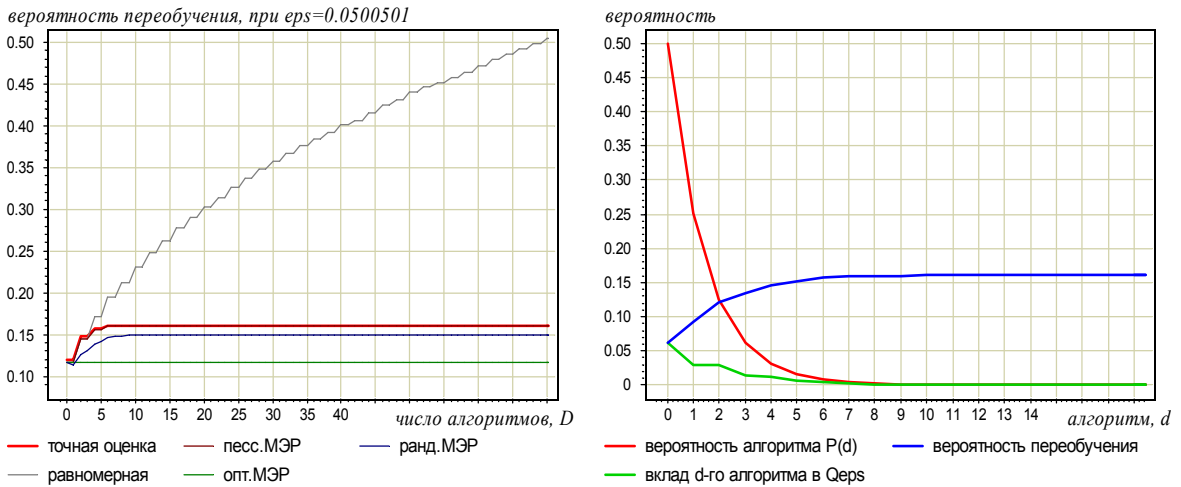 вероятность переобучения, при eps=0.0500501
0.50
0.45
0.40
0.35
0.30
0.25
0.20
0.15
0.10
0 5 10 15 20 25 30 35 40 число алгоритмов, D
точная оценка песс.МЭР ранд.МЭР
равномерная опт.МЭР
вероятность
0.50
0.45
0.40
0.35
0.30
0.25
0.20
0.15
0.10
0.05
0
0 1 2 3 4 5 6 7 8 9 10 11 12 13 14 алгоритм, d
вероятность алгоритма P(d) вероятность переобучения
вклад d-го алгоритма в Qeps